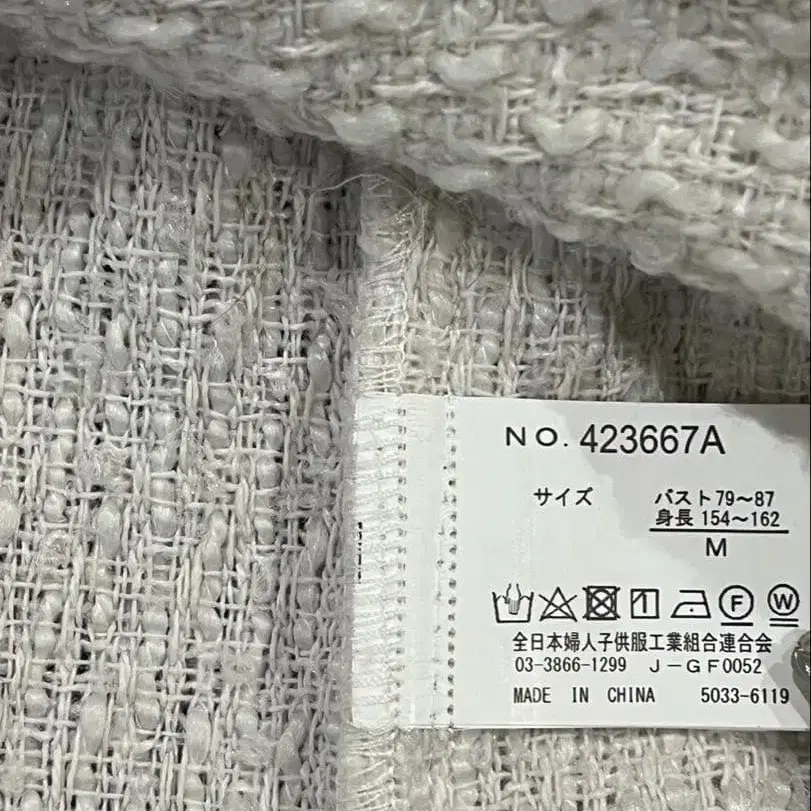 NO. 423667A
サイズ バスト79〜87
身長 154〜162
M
F W
全日本婦人子供服工業組合連合会
03-3866-1299 J-GF0052
MADE IN CHINA 5033-6119